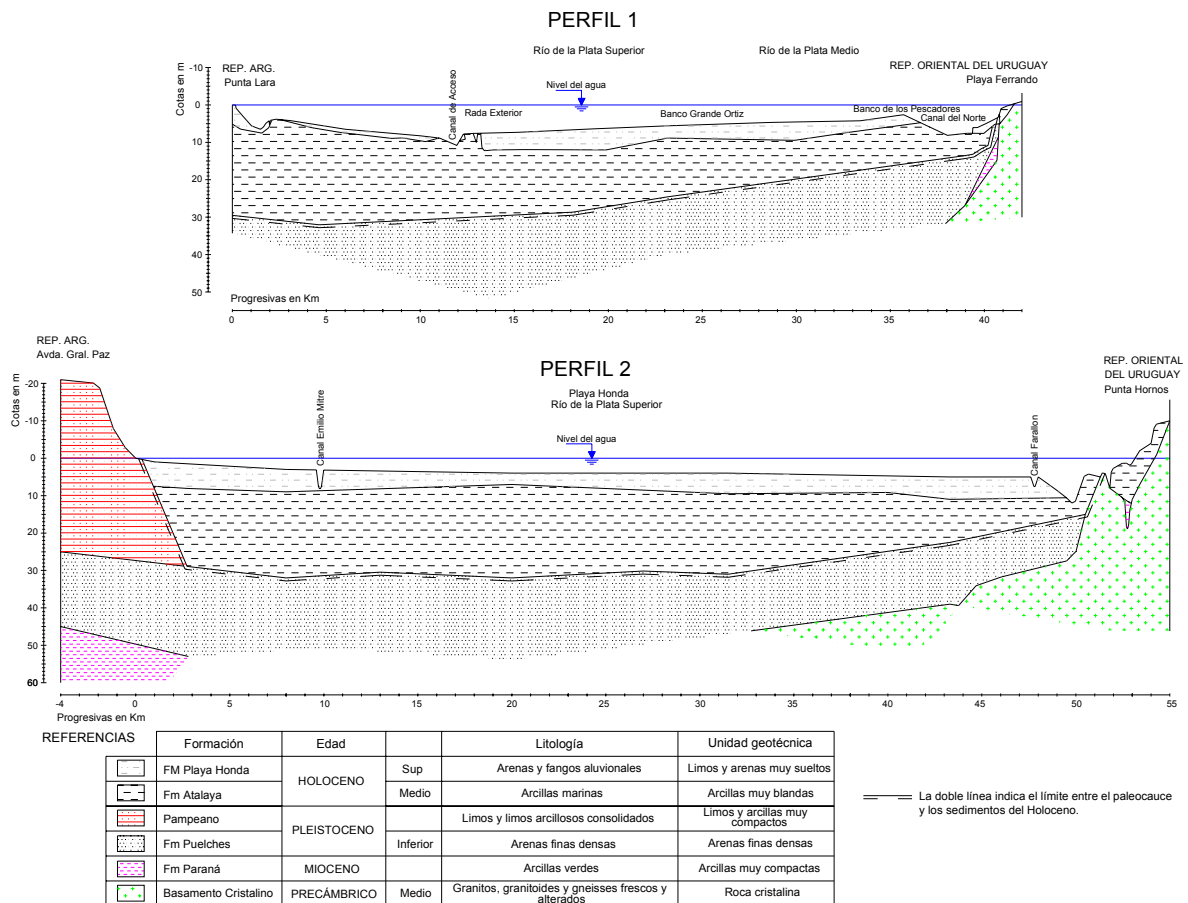 PERFIL 1
Río de la Plata Superior
Río de la Plata Medio
REP. ARG.
Punta Lara
REP. ORIENTAL DEL URUGUAY
Playa Ferrando
Cotas en m
-10
0
10
20
30
40
50
Nivel del agua
Canal de Acceso
Rada Exterior
Banco Grande Ortiz
Banco de los Pescadores
Canal del Norte
Progresivas en Km
0 5 10 15 20 25 30 35 40
REP. ARG.
Avda. Gral. Paz
PERFIL 2
REP. ORIENTAL
DEL URUGUAY
Punta Hornos
Playa Honda
Río de la Plata Superior
Cotas en m
-20
-10
0
10
20
30
40
50
60
Canal Emilio Mitre
Nivel del agua
Canal Farallon
-4 0 5 10 15 20 25 30 35 40 45 50 55
Progresivas en Km
REFERENCIAS
Formación Edad Litología Unidad geotécnica
FM Playa Honda HOLOCENO Sup Arenas y fangos aluvionales Limos y arenas muy sueltos
Fm Atalaya Medio Arcillas marinas Arcillas muy blandas
Pampeano PLEISTOCENO Limos y limos arcillosos consolidados Limos y arcillas muy
compactos
Fm Puelches Inferior Arenas finas densas Arenas finas densas
Fm Paraná MIOCENO Arcillas verdes Arcillas muy compactas
Basamento Cristalino PRECÁMBRICO Medio Granitos, granitoides y gneisses frescos y
alterados Roca cristalina
La doble línea indica el límite entre el paleocauce
y los sedimentos del Holoceno.